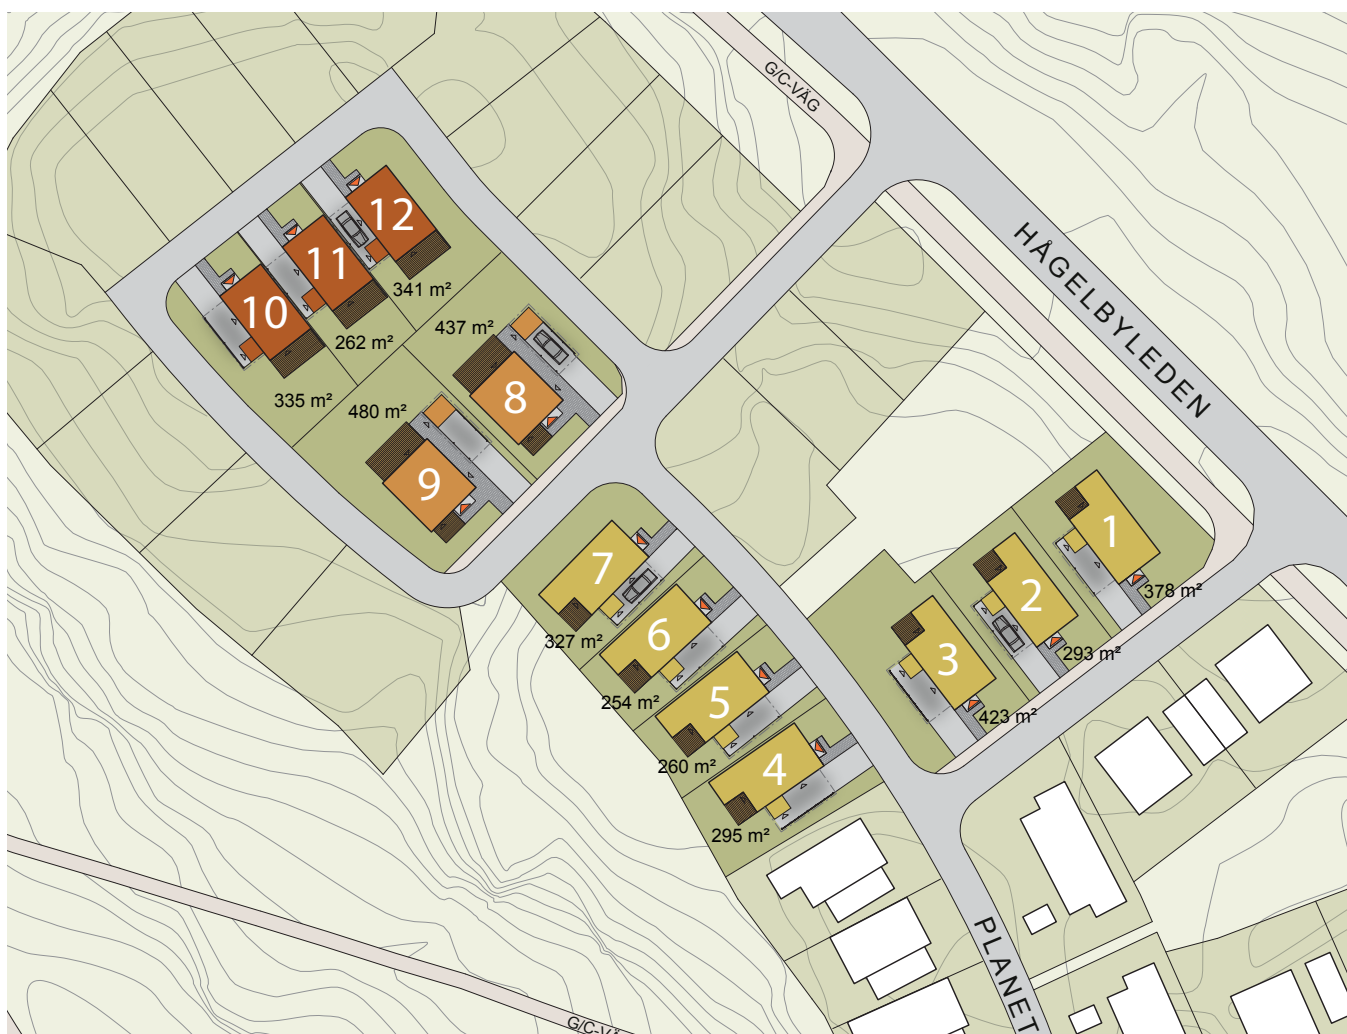 G/C-VÄG
HÅGELBYLEDEN
12
11
10
341 m²
262 m²
335 m²
437 m²
480 m²
8
9
7
6
5
4
327 m²
254 m²
260 m²
295 m²
1
2
3
378 m²
293 m²
423 m²
PLANET
G/C-VÄG